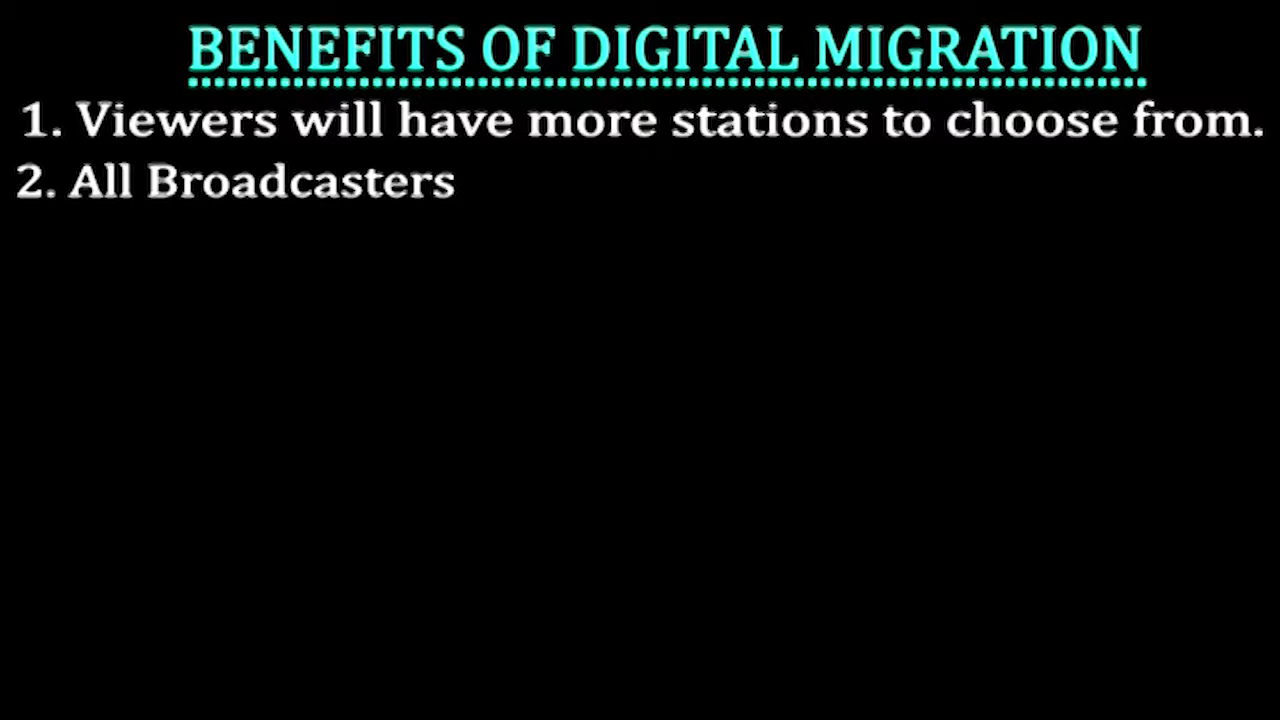 BENEFITS OF DIGITAL MIGRATION
1. Viewers will have more stations to choose from.
2. All Broadcasters